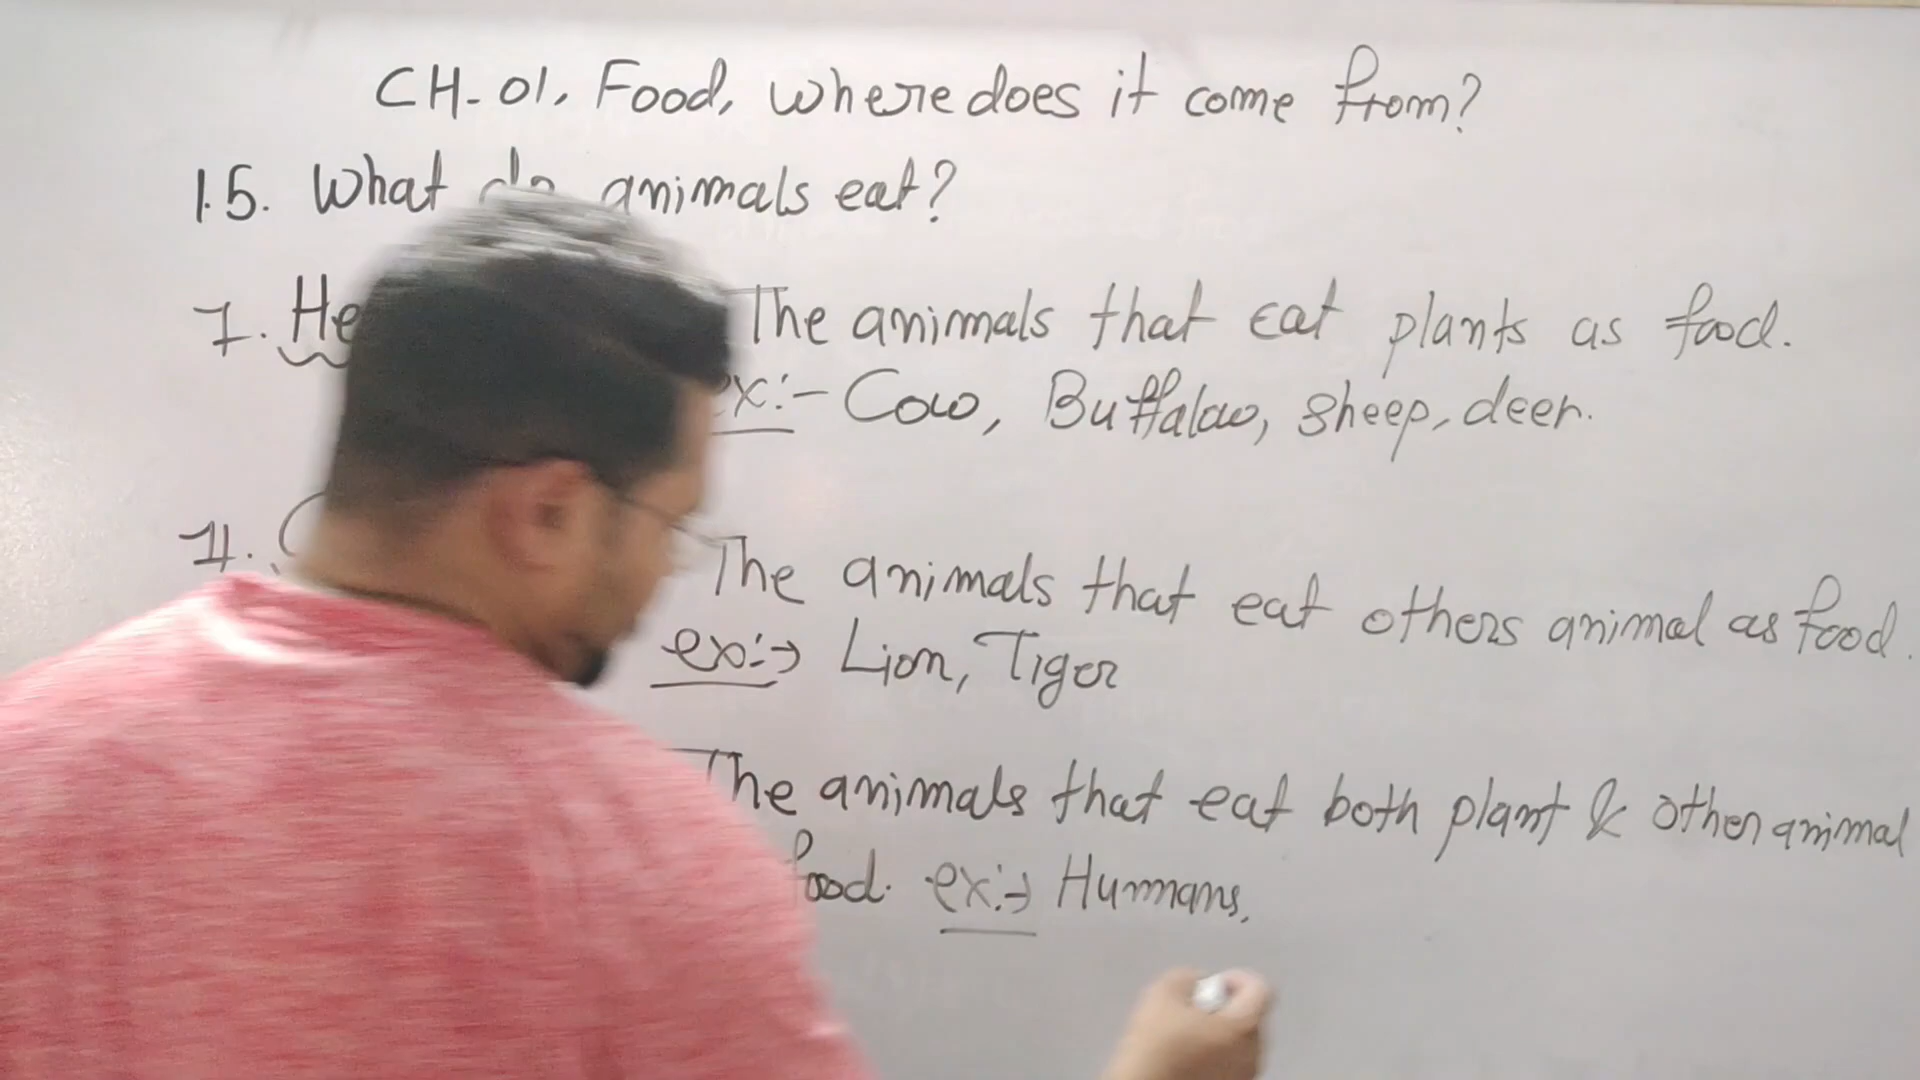 CH-01. Food, where does it come from?
1.5. What do animals eat?
1. He The animals that eat plants as food.
ex:- Cow, Buffalaw, sheep, deer.
The animals that eat others animal as food.
ex:→ Lion, Tiger
The animals that eat both plant & other animal
food. ex:→ Humans,